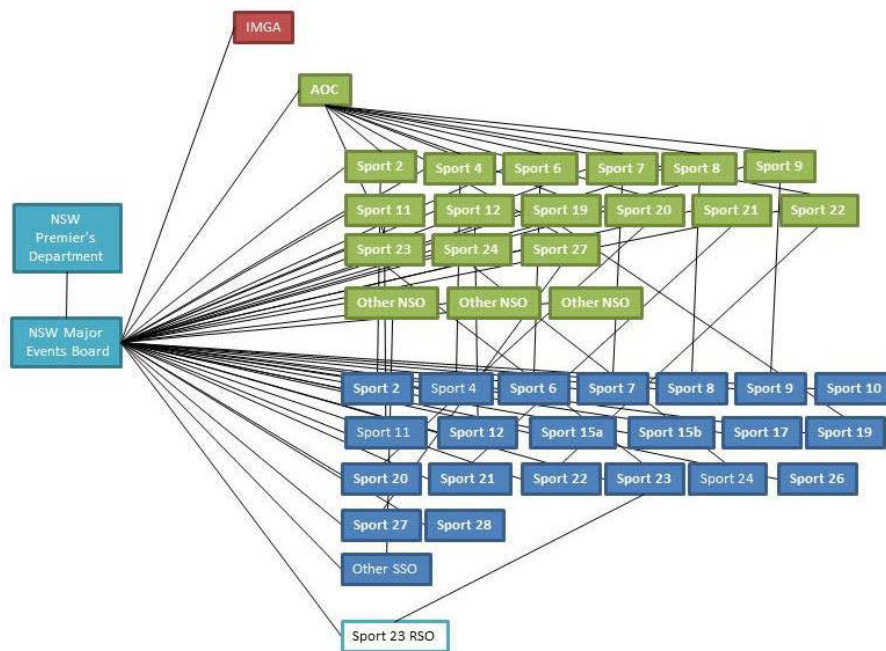 IMGA
AOC
Sport 2 Sport 4 Sport 6 Sport 7 Sport 8 Sport 9
Sport 11 Sport 12 Sport 19 Sport 20 Sport 21 Sport 22
Sport 23 Sport 24 Sport 27
Other NSO Other NSO Other NSO
NSW
Premier's
Department
NSW Major
Events Board
Sport 2 Sport 4 Sport 6 Sport 7 Sport 8 Sport 9 Sport 10
Sport 11 Sport 12 Sport 15a Sport 15b Sport 17 Sport 19
Sport 20 Sport 21 Sport 22 Sport 23 Sport 24 Sport 26
Sport 27 Sport 28
Other SSO
Sport 23 RSO